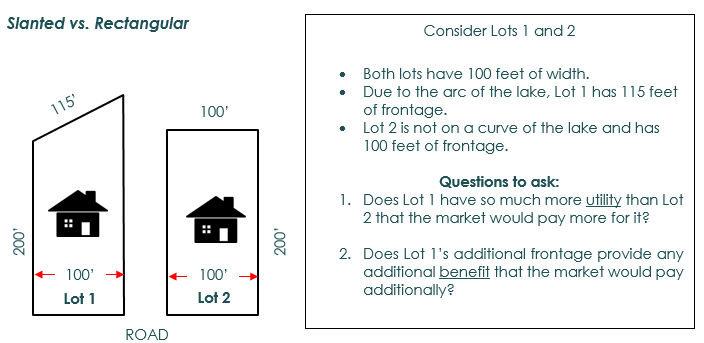 Slanted vs. Rectangular
115’
100’
200’
100’
Lot 1
100’
Lot 2
200’
ROAD
Consider Lots 1 and 2
• Both lots have 100 feet of width.
• Due to the arc of the lake, Lot 1 has 115 feet
of frontage.
• Lot 2 is not on a curve of the lake and has
100 feet of frontage.
Questions to ask:
1. Does Lot 1 have so much more utility than Lot
2 that the market would pay more for it?
2. Does Lot 1’s additional frontage provide any
additional benefit that the market would pay
additionally?